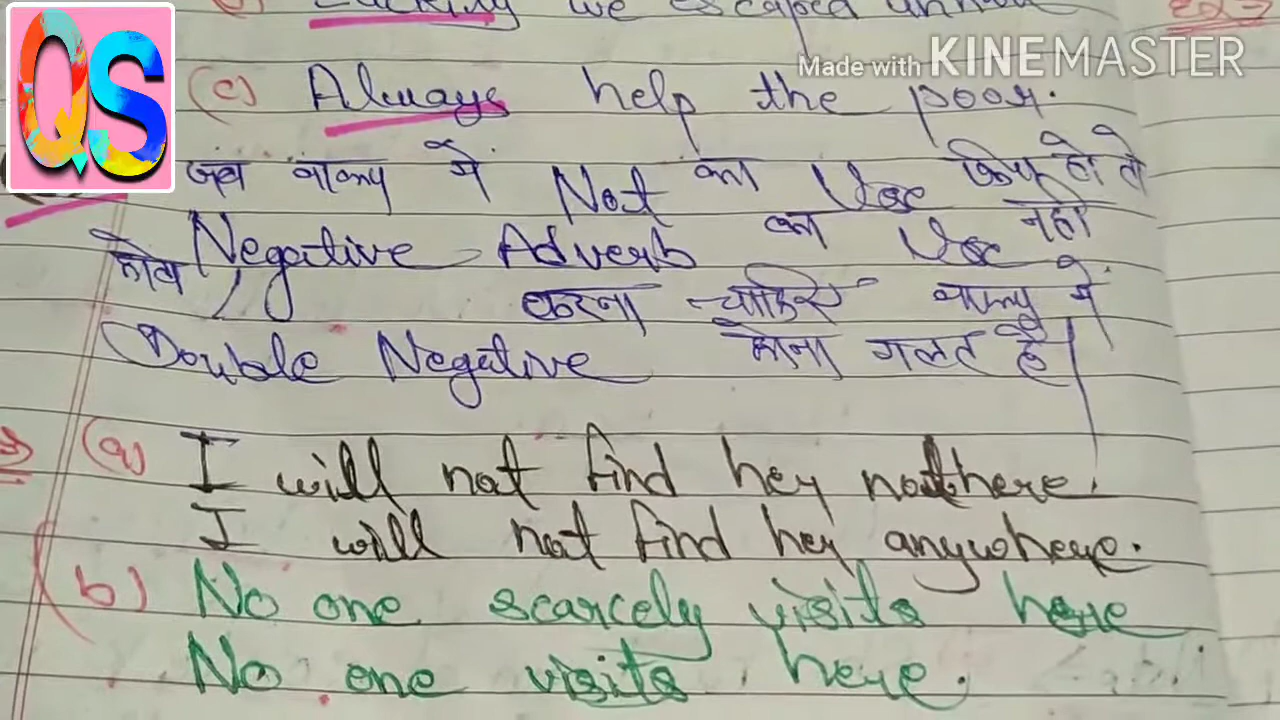 QS
Made with KINEMASTER
we escaped
(c) Always help the poor.
जब वाक्य में Not का Use किए हो तो
कोई Negative Adverb का Use नहीं
करना चाहिए वाक्य में
Double Negative होना गलत है।
(a) I will not find her nowhere.
I will not find her anywhere.
(b) No one scarcely visits here
No one visits here.